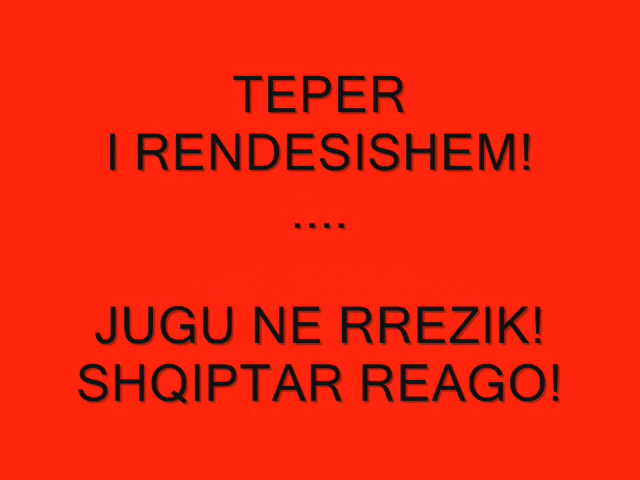 TEPER
I RENDESISHEM!
....
JUGU NE RREZIK!
SHQIPTAR REAGO!